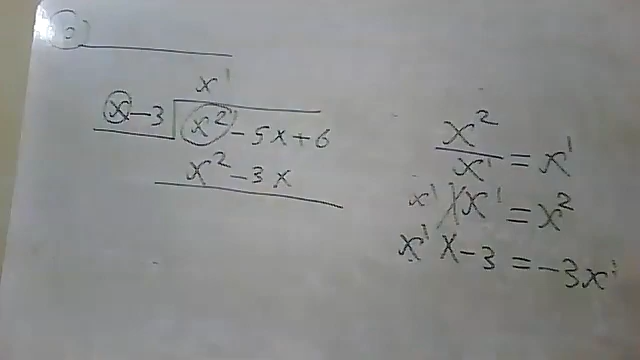 x¹
x-3 x²-5x+6
x²-3x
x²/x¹ = x¹
x¹ × x¹ = x²
x¹ × -3 = -3x¹